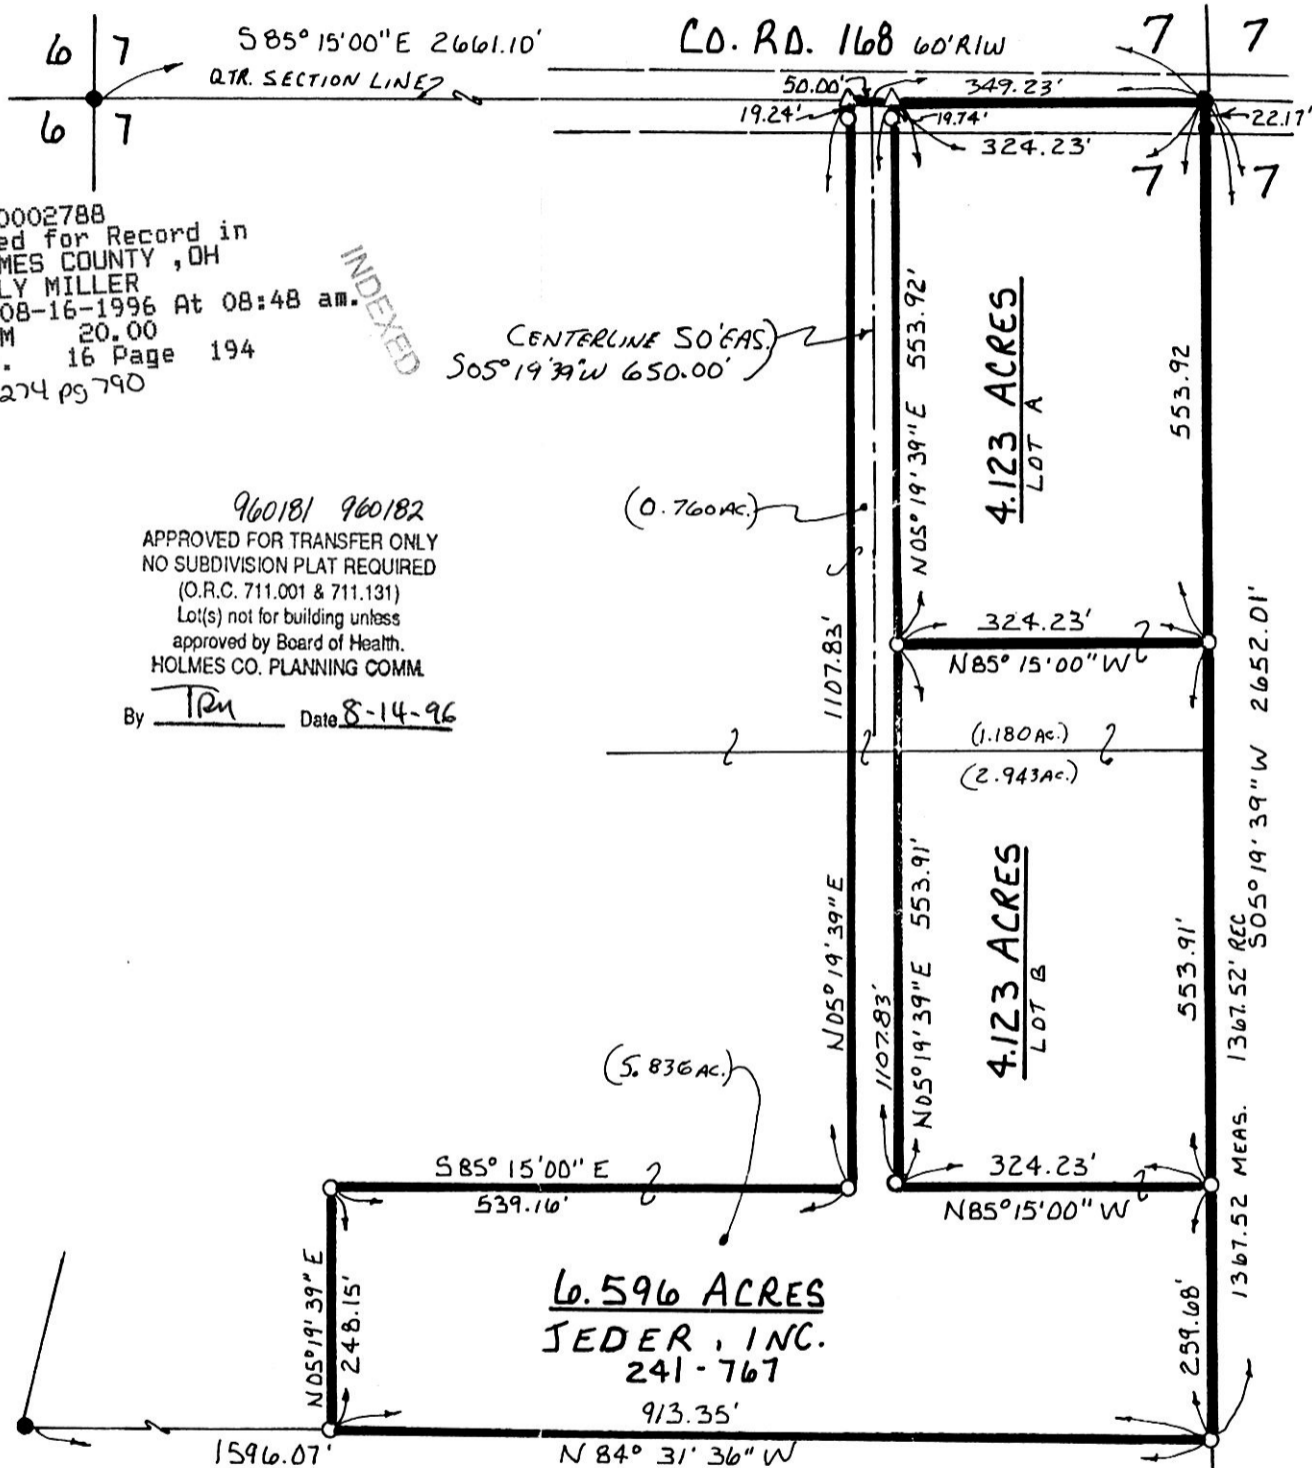 6 7
S85°15'00"E 2661.10'
CO. RD. 168 60'R/W
7 7
QTR. SECTION LINE
50.00'
349.23'
6 7
19.24'
19.74'
22.17'
324.23'
7 7
0002788
ed for Record in
MES COUNTY ,OH
LY MILLER
08-16-1996 At 08:48 am.
M 20.00
. 16 Page 194
274 pg 790
INDEXED
CENTERLINE 50'EAS.
S05°19'39"W 650.00'
N05°19'39"E 553.92'
4.123 ACRES
LOT A
553.92
(0.760AC.)
960181 960182
APPROVED FOR TRANSFER ONLY
NO SUBDIVISION PLAT REQUIRED
(O.R.C. 711.001 & 711.131)
Lot(s) not for building unless
approved by Board of Health.
HOLMES CO. PLANNING COMM.
By Date 8-14-96
324.23'
N85°15'00"W
1107.83'
(1.180AC.)
(2.943AC.)
S05°19'39"W 2652.01'
N05°19'39"E
1107.83'
N05°19'39"E 553.91'
4.123 ACRES
LOT B
553.91'
1367.52 MEAS. 1367.52' REC
(5.836AC.)
S85°15'00"E
539.16'
324.23'
N85°15'00"W
N05°19'39"E
248.15'
6.596 ACRES
JEDER, INC.
241-767
259.68'
913.35'
1596.07'
N84°31'36"W